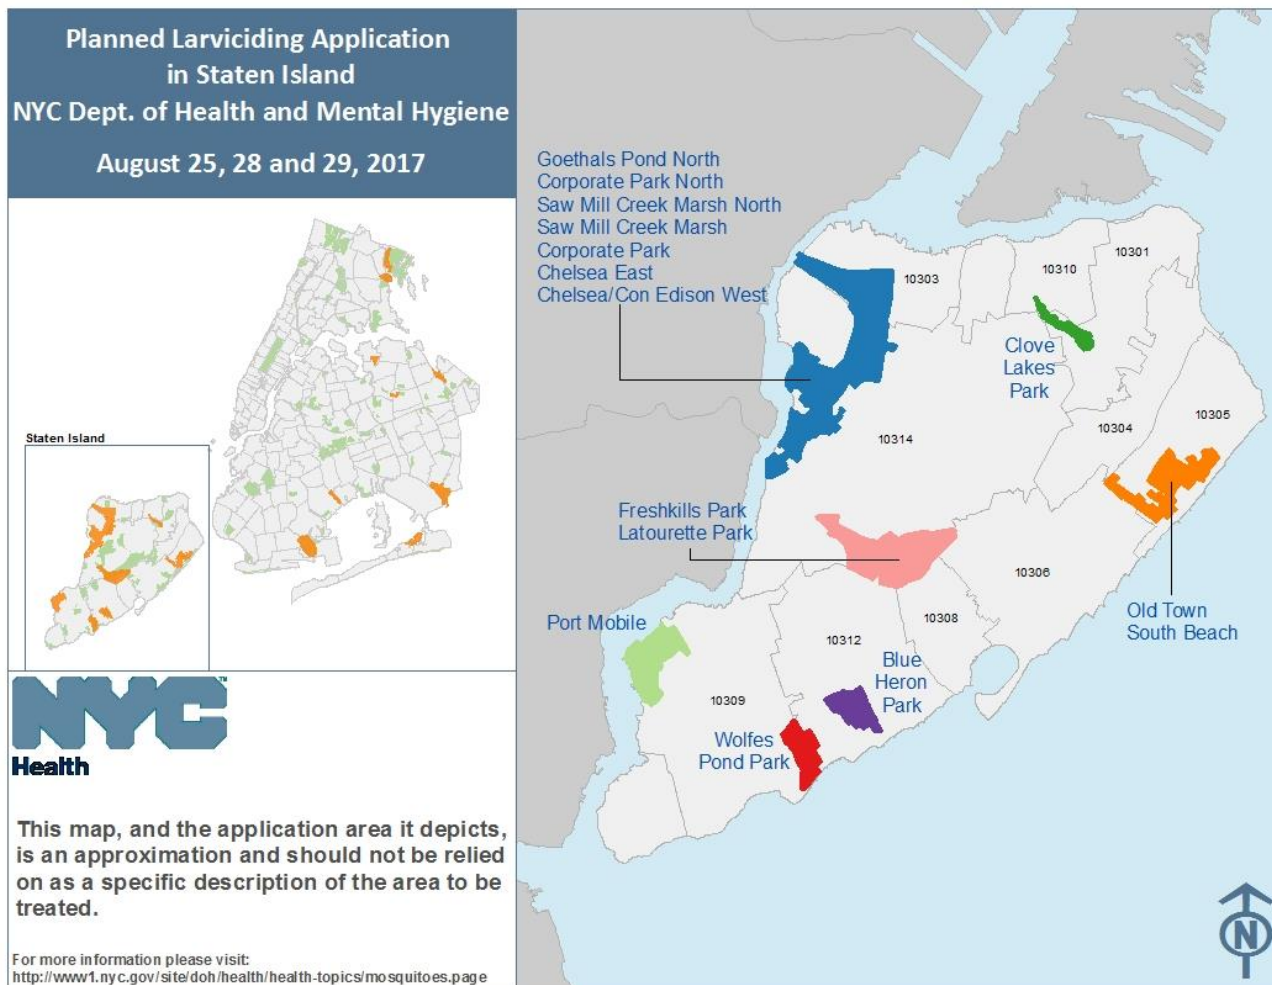 Planned Larviciding Application
in Staten Island
NYC Dept. of Health and Mental Hygiene
August 25, 28 and 29, 2017
Staten Island
NYC
Health
This map, and the application area it depicts,
is an approximation and should not be relied
on as a specific description of the area to be
treated.
For more information please visit:
http://www1.nyc.gov/site/doh/health/health-topics/mosquitoes.page
Goethals Pond North
Corporate Park North
Saw Mill Creek Marsh North
Saw Mill Creek Marsh
Corporate Park
Chelsea East
Chelsea/Con Edison West
10303
10310
10301
Clove
Lakes
Park
10305
10304
10314
Freshkills Park
Latourette Park
10306
Old Town
South Beach
Port Mobile
10308
10312
Blue
Heron
Park
10309
Wolfes
Pond Park
N